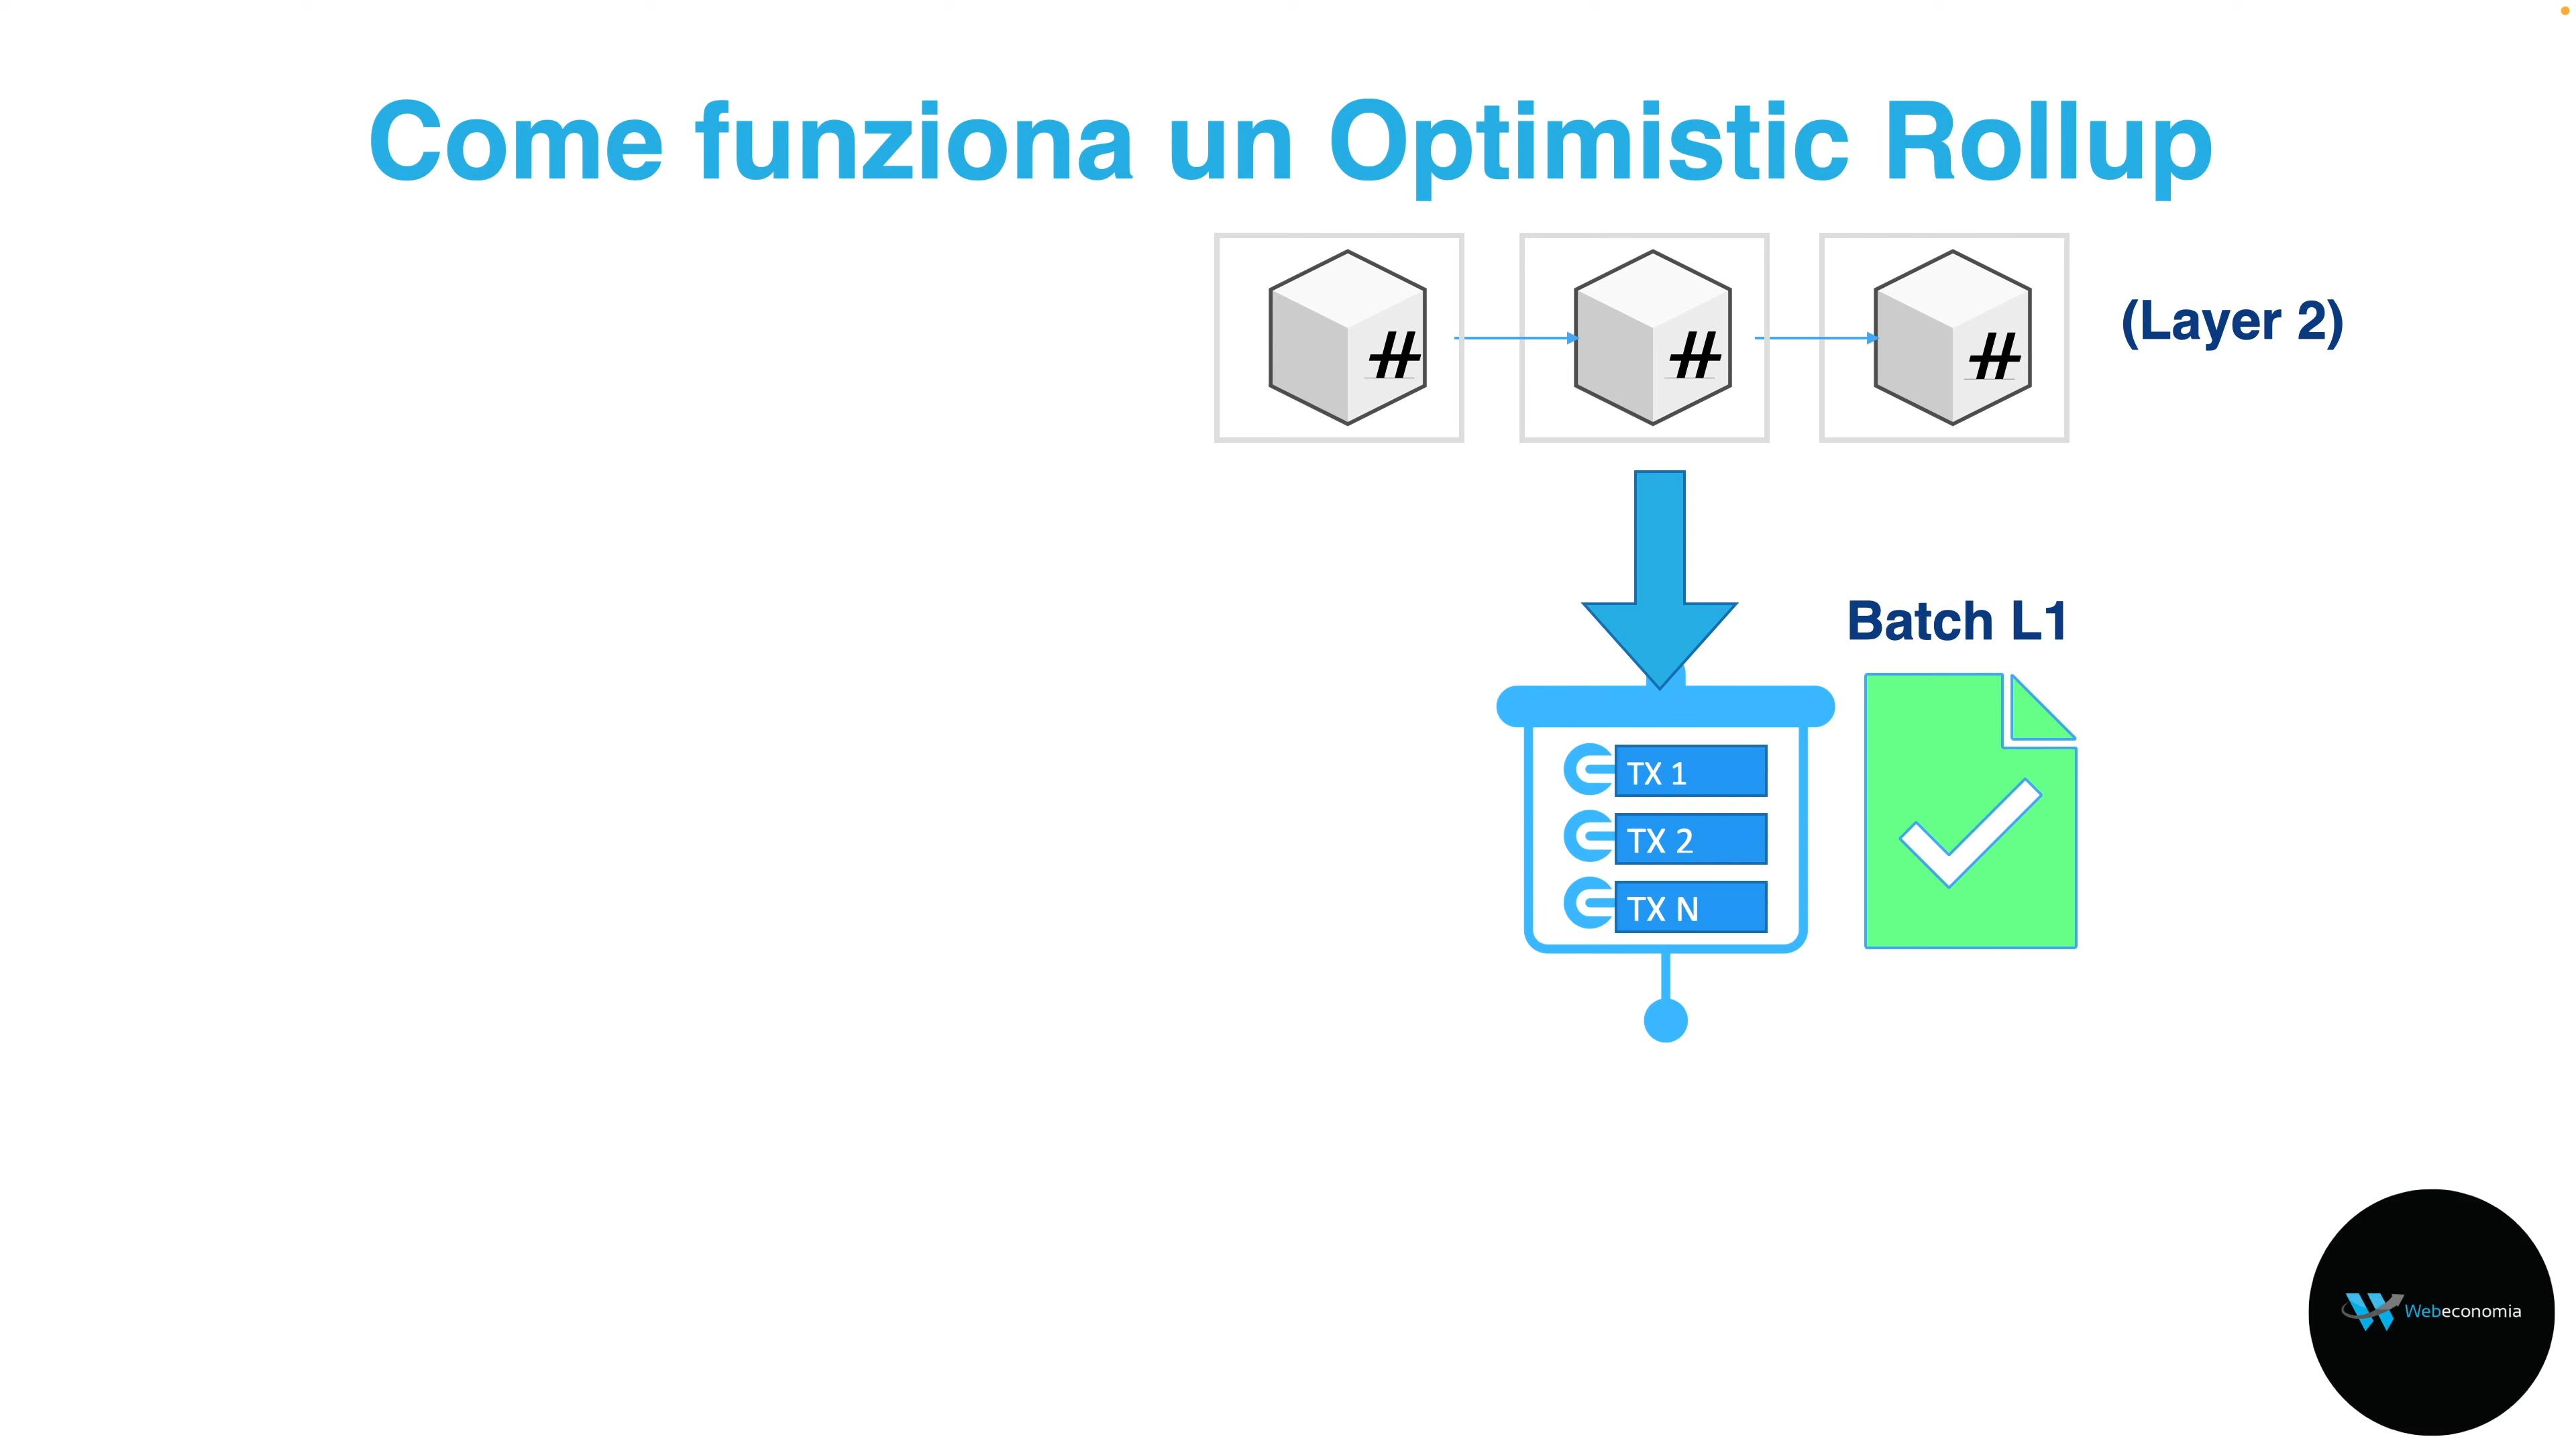 Come funziona un Optimistic Rollup
# # #
(Layer 2)
Batch L1
TX 1
TX 2
TX N
Webeconomia